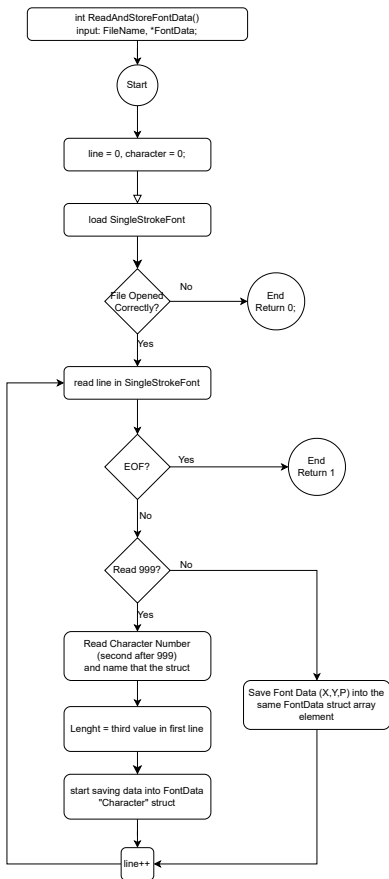 int ReadAndStoreFontData()
input: FileName, *FontData;
Start
line = 0, character = 0;
load SingleStrokeFont
File Opened
Correctly?
No
End
Return 0;
Yes
read line in SingleStrokeFont
EOF?
Yes
End
Return 1
No
Read 999?
No
Yes
Read Character Number
(second after 999)
and name that the struct
Save Font Data (X,Y,P) into the
same FontData struct array
element
Lenght = third value in first line
start saving data into FontData
"Character" struct
line++